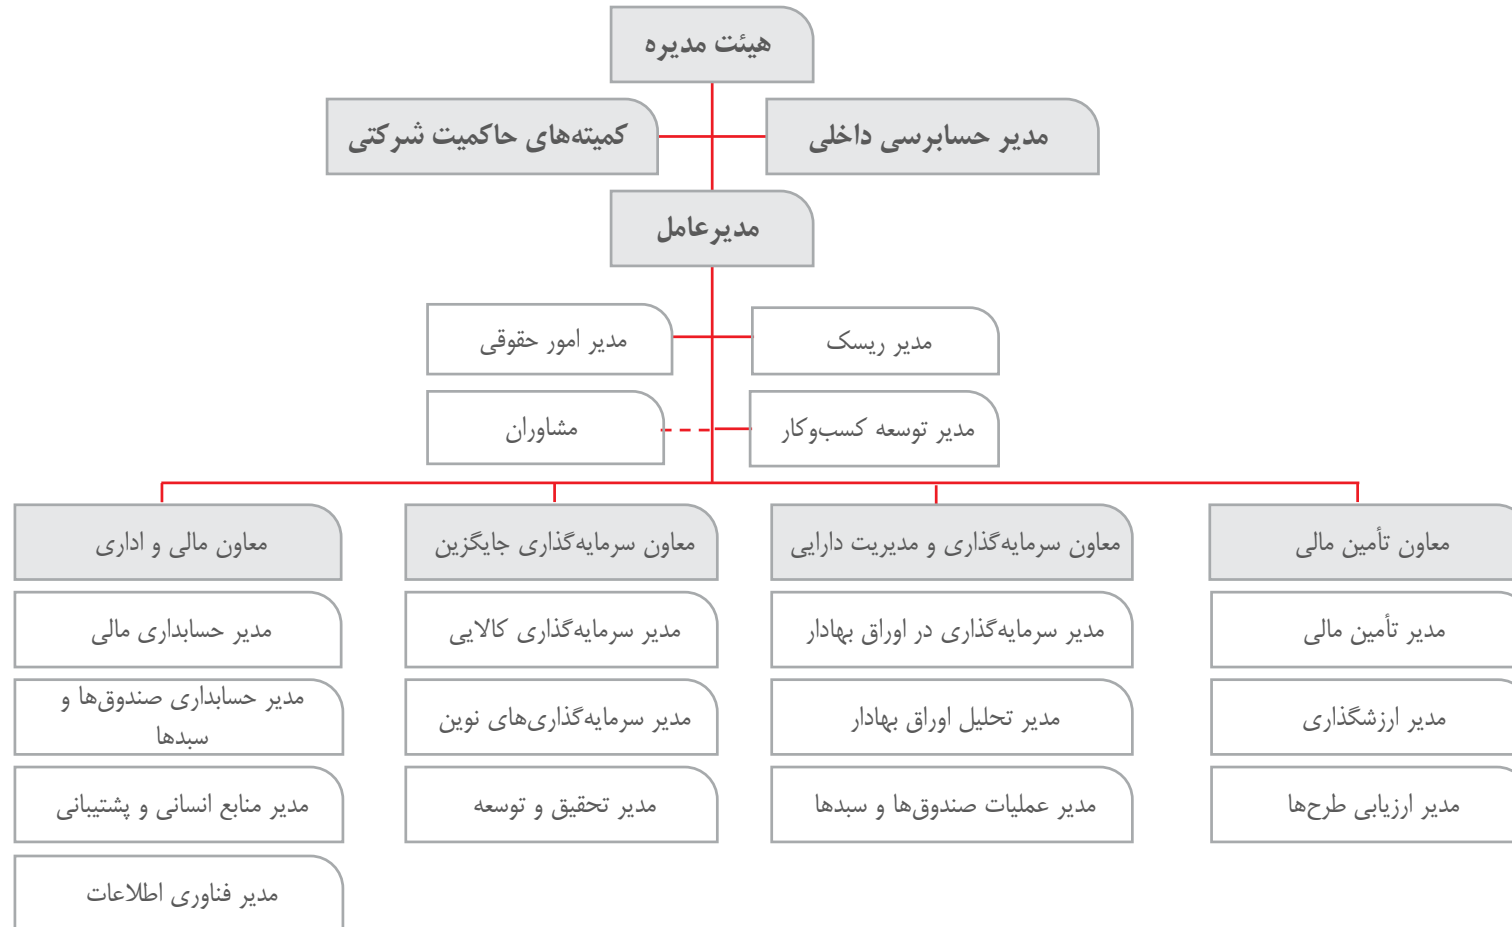 هیئت مدیره
مدیر حسابرسی داخلی
کمیته‌های حاکمیت شرکتی
مدیرعامل
مدیر ریسک
مدیر امور حقوقی
مدیر توسعه کسب‌وکار
مشاوران
معاون تأمین مالی
معاون سرمایه‌گذاری و مدیریت دارایی
معاون سرمایه‌گذاری جایگزین
معاون مالی و اداری
مدیر تأمین مالی
مدیر سرمایه‌گذاری در اوراق بهادار
مدیر سرمایه‌گذاری کالایی
مدیر حسابداری مالی
مدیر ارزشگذاری
مدیر تحلیل اوراق بهادار
مدیر سرمایه‌گذاری‌های نوین
مدیر حسابداری صندوق‌ها و
سبدها
مدیر ارزیابی طرح‌ها
مدیر عملیات صندوق‌ها و سبدها
مدیر تحقیق و توسعه
مدیر منابع انسانی و پشتیبانی
مدیر فناوری اطلاعات